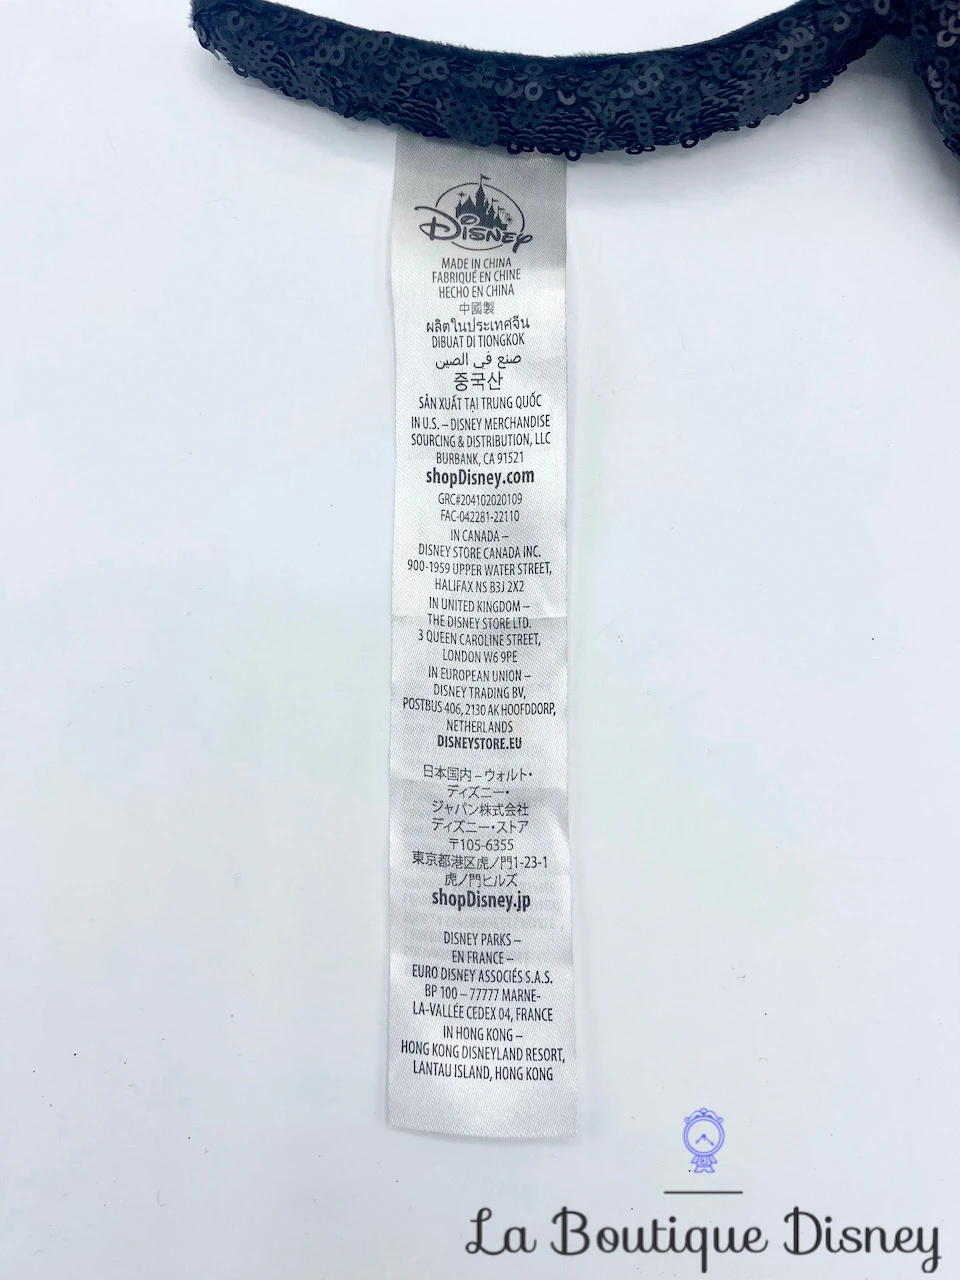 Disney
MADE IN CHINA
FABRIQUÉ EN CHINE
HECHO EN CHINA
中國製
ผลิตในประเทศจีน
DIBUAT DI TIONGKOK
صنع في الصين
중국산
SẢN XUẤT TẠI TRUNG QUỐC
IN U.S. – DISNEY MERCHANDISE
SOURCING & DISTRIBUTION, LLC
BURBANK, CA 91521
shopDisney.com
GRC#204102020109
FAC-042281-22110
IN CANADA –
DISNEY STORE CANADA INC.
900-1959 UPPER WATER STREET,
HALIFAX NS B3J 2X2
IN UNITED KINGDOM –
THE DISNEY STORE LTD.
3 QUEEN CAROLINE STREET,
LONDON W6 9PE
IN EUROPEAN UNION –
DISNEY TRADING BV,
POSTBUS 406, 2130 AK HOOFDDORP,
NETHERLANDS
DISNEYSTORE.EU
日本国内 – ウォルト・
ディズニー・
ジャパン株式会社
ディズニー・ストア
〒105-6355
東京都港区虎ノ門1-23-1
虎ノ門ヒルズ
shopDisney.jp
DISNEY PARKS –
EN FRANCE –
EURO DISNEY ASSOCIÉS S.A.S.
BP 100 – 77777 MARNE-
LA-VALLÉE CEDEX 04, FRANCE
IN HONG KONG –
HONG KONG DISNEYLAND RESORT,
LANTAU ISLAND, HONG KONG
La Boutique Disney